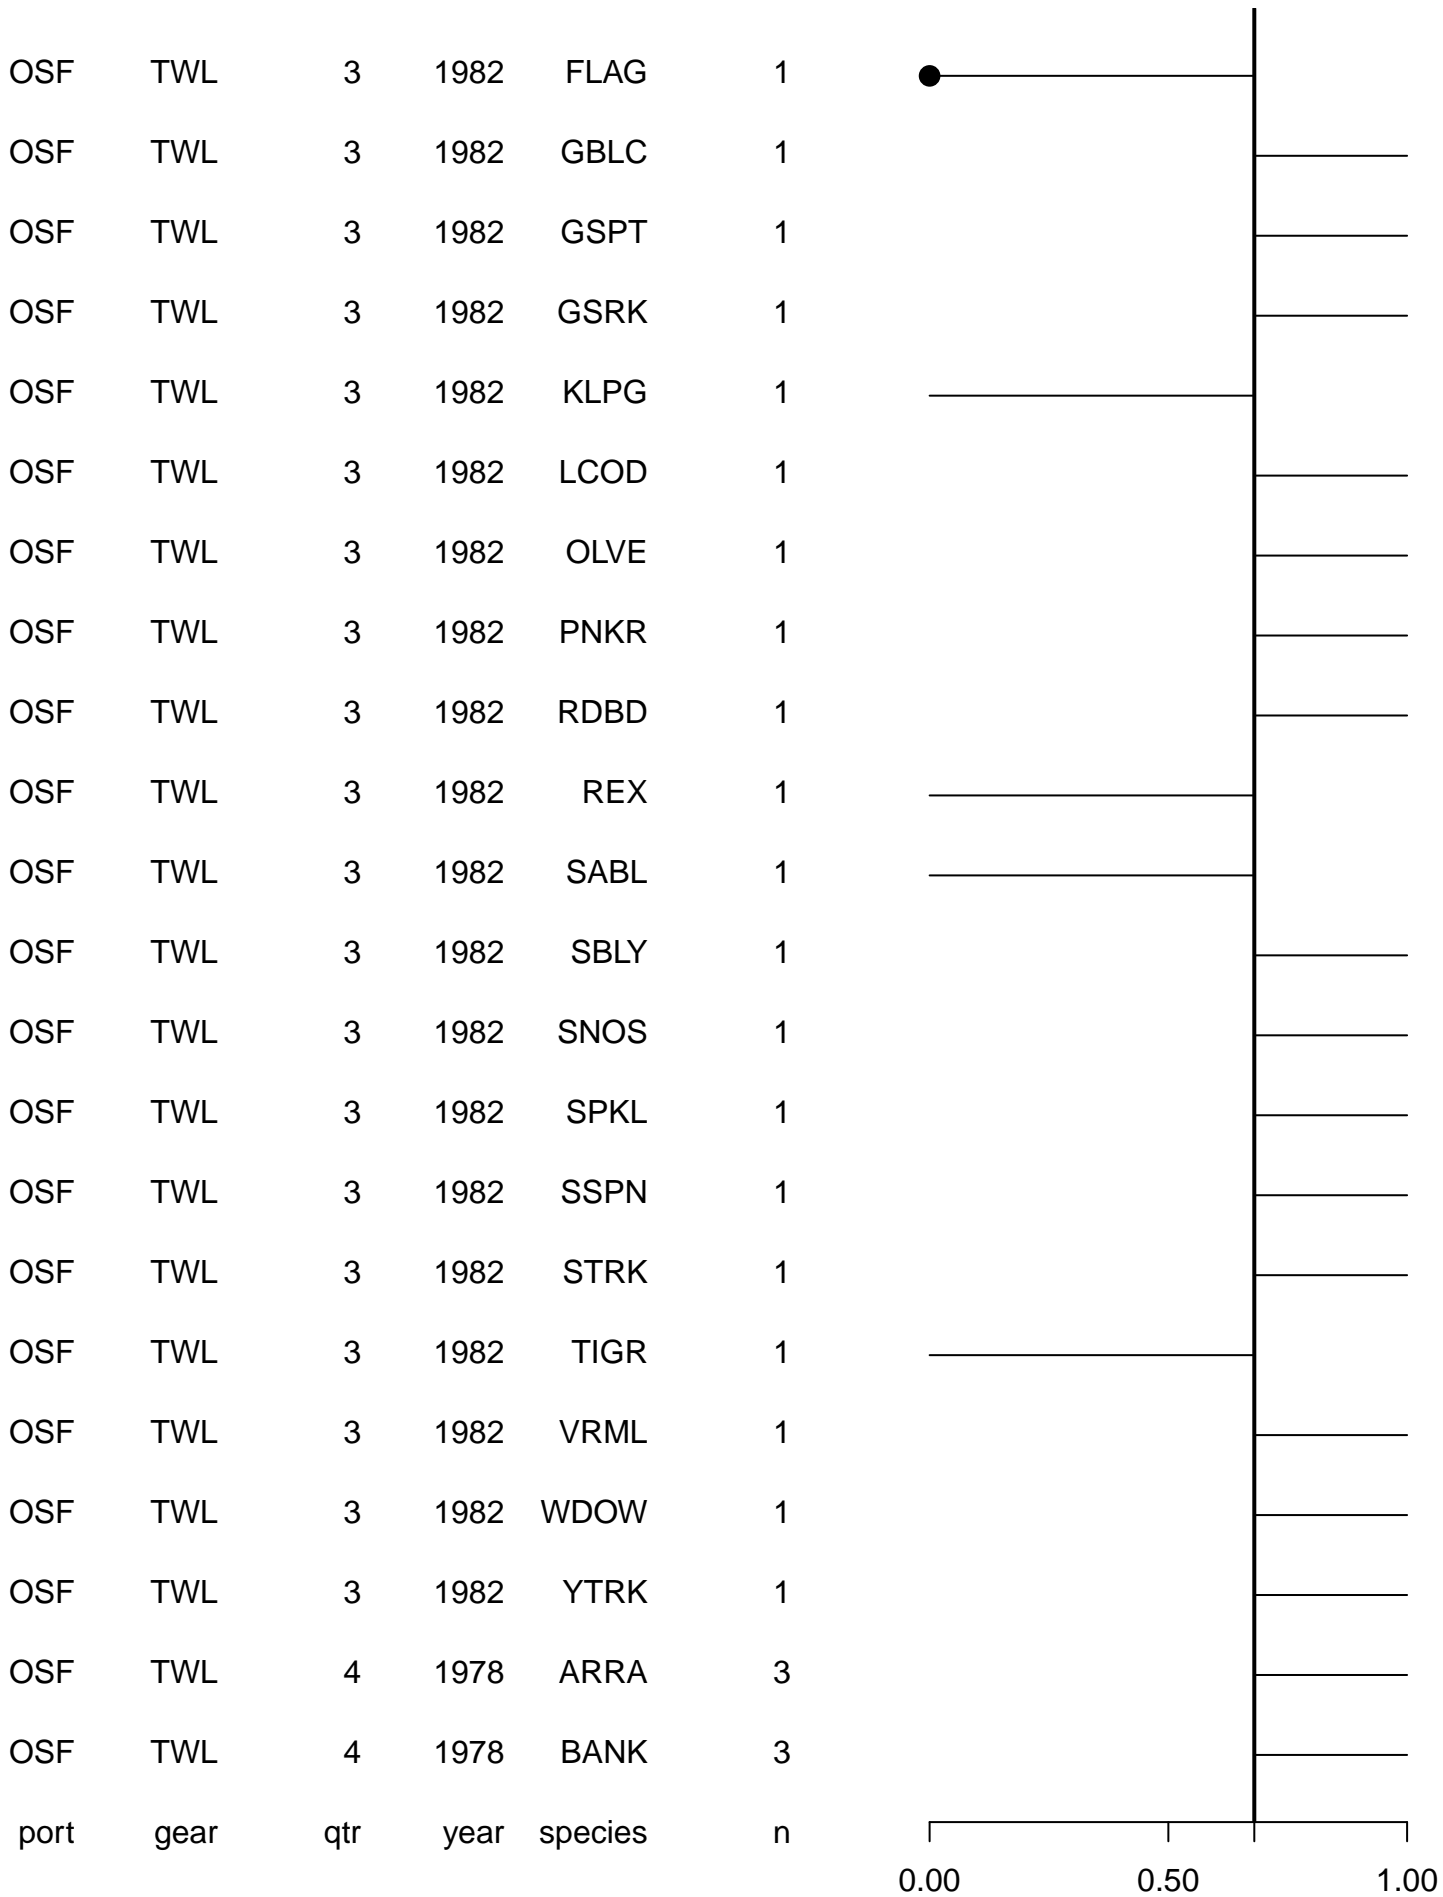 OSF TWL 3 1982 FLAG 1
OSF TWL 3 1982 GBLC 1
OSF TWL 3 1982 GSPT 1
OSF TWL 3 1982 GSRK 1
OSF TWL 3 1982 KLPG 1
OSF TWL 3 1982 LCOD 1
OSF TWL 3 1982 OLVE 1
OSF TWL 3 1982 PNKR 1
OSF TWL 3 1982 RDBD 1
OSF TWL 3 1982 REX 1
OSF TWL 3 1982 SABL 1
OSF TWL 3 1982 SBLY 1
OSF TWL 3 1982 SNOS 1
OSF TWL 3 1982 SPKL 1
OSF TWL 3 1982 SSPN 1
OSF TWL 3 1982 STRK 1
OSF TWL 3 1982 TIGR 1
OSF TWL 3 1982 VRML 1
OSF TWL 3 1982 WDOW 1
OSF TWL 3 1982 YTRK 1
OSF TWL 4 1978 ARRA 3
OSF TWL 4 1978 BANK 3
port gear qtr year species n
0.00 0.50 1.00